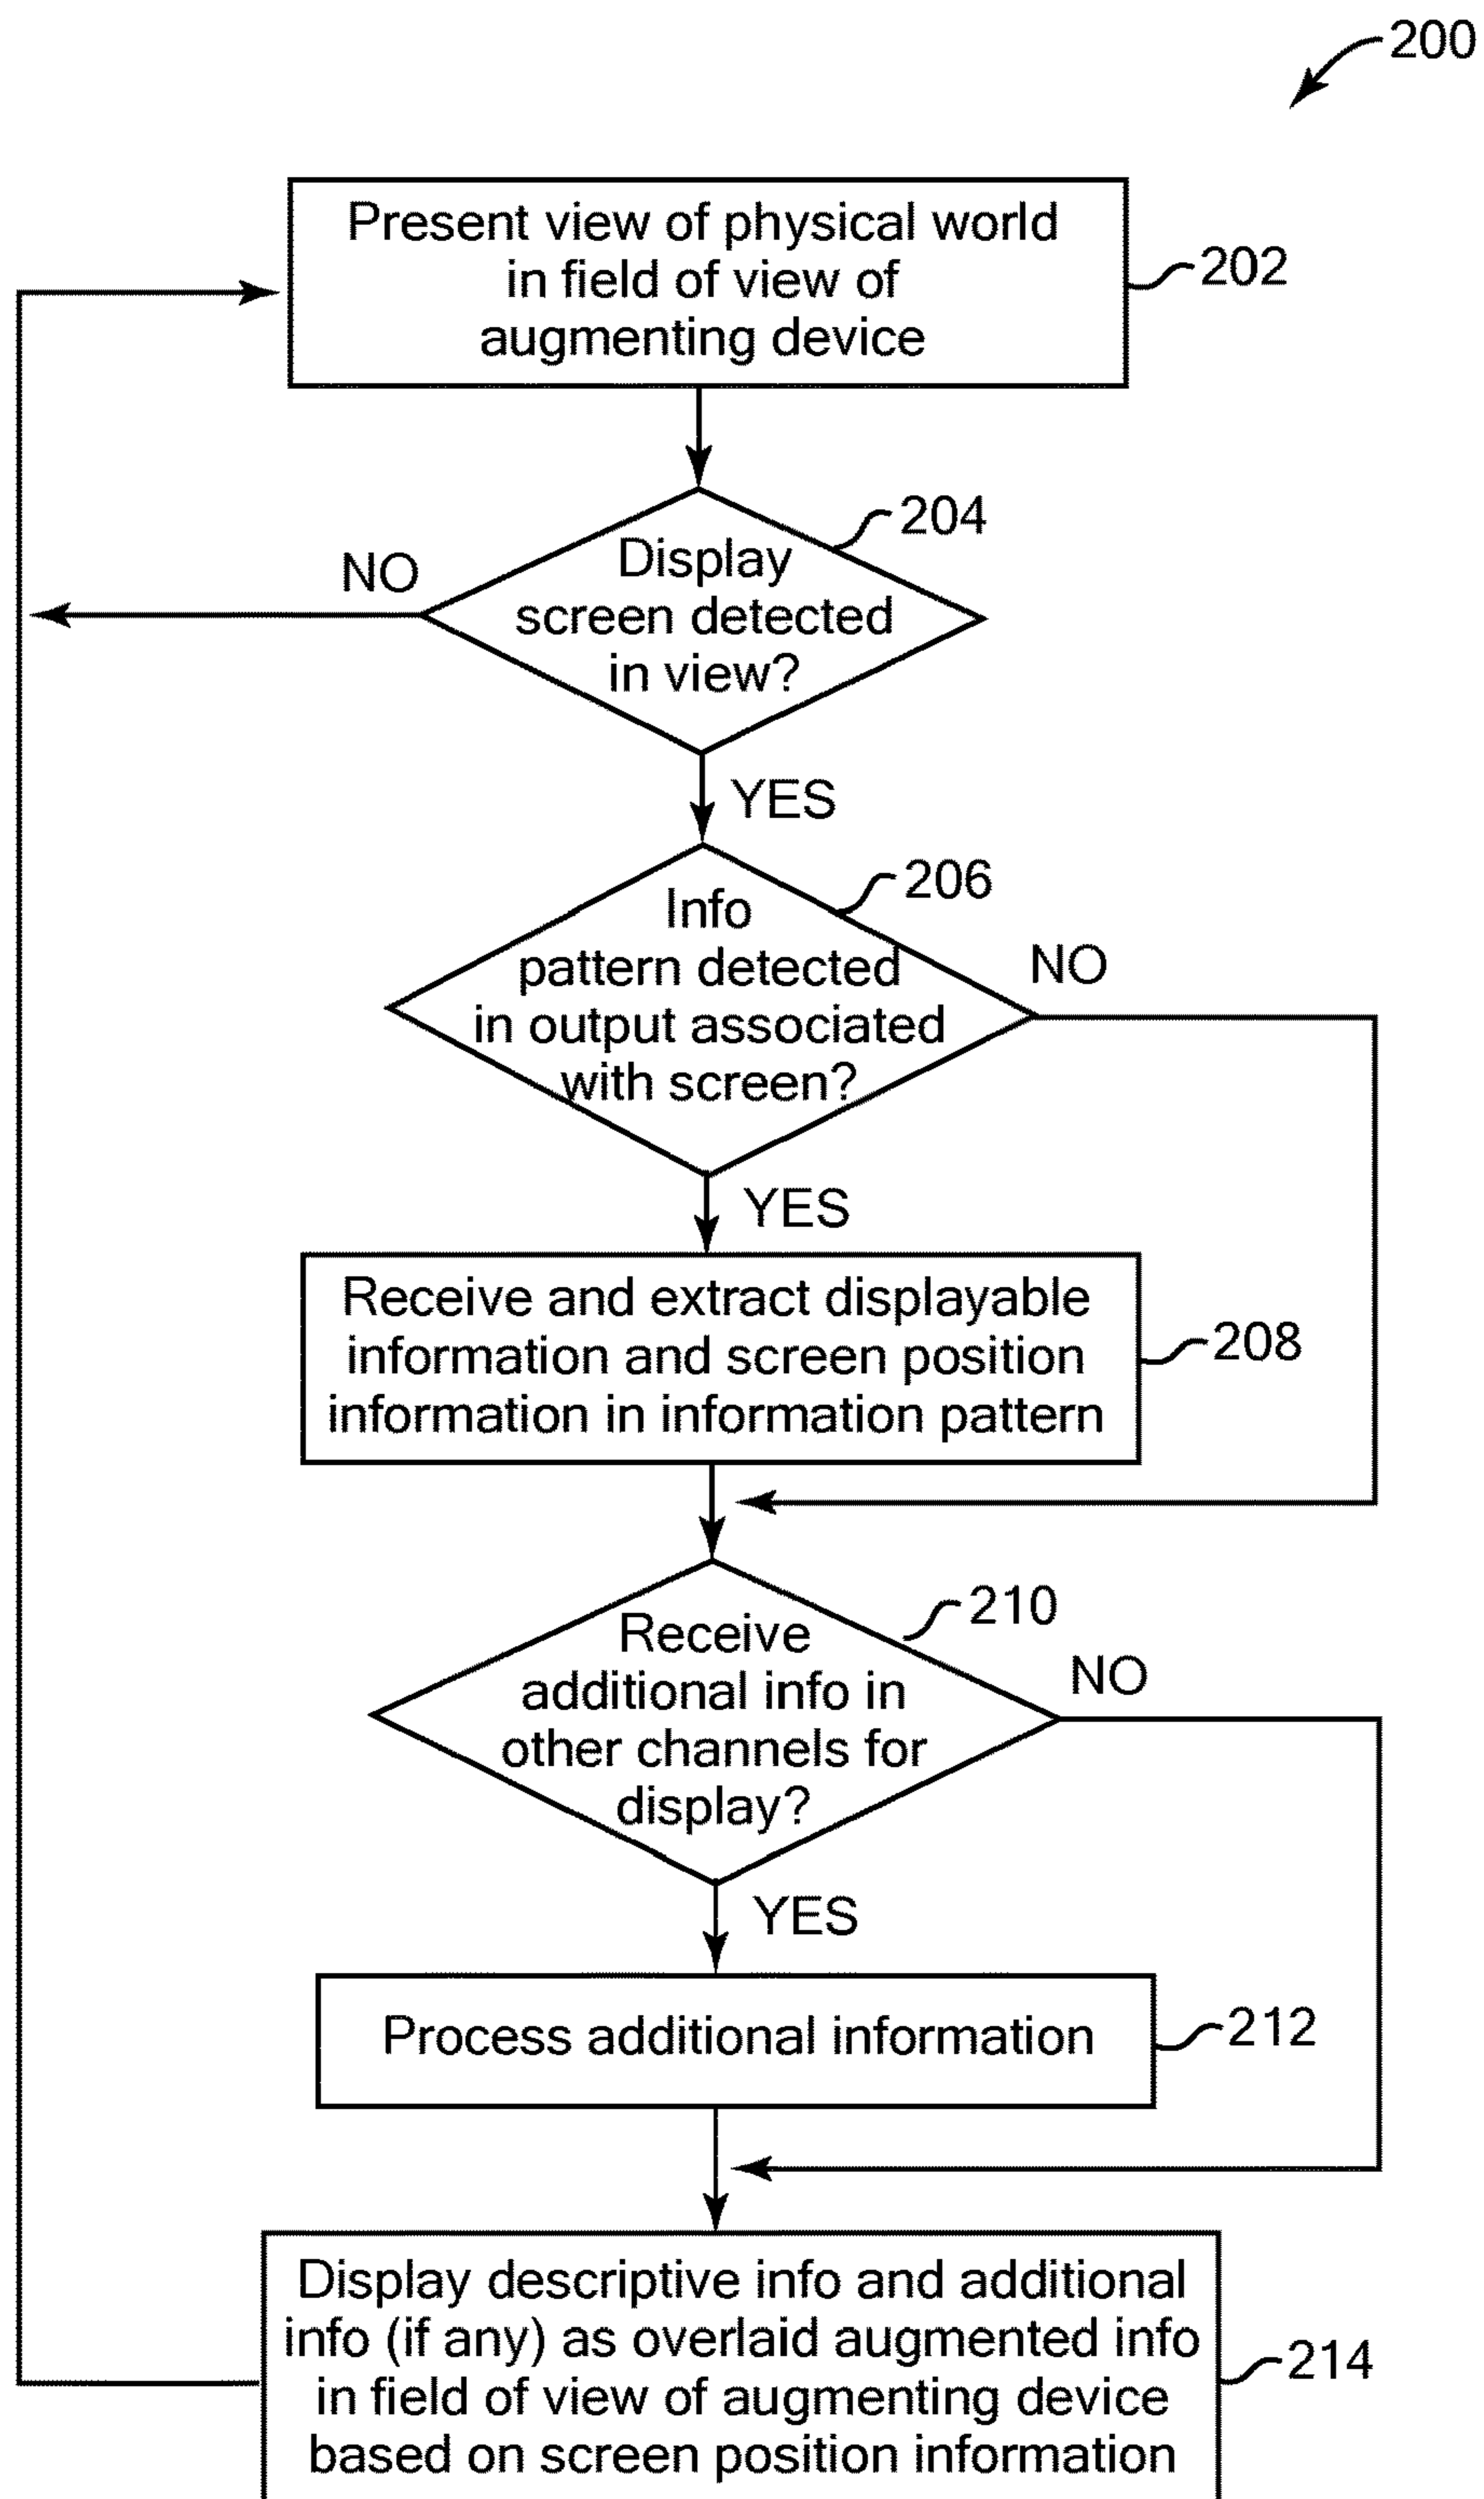 200
Present view of physical world
in field of view of
augmenting device
202
204
Display
screen detected
in view?
NO
YES
206
Info
pattern detected
in output associated
with screen?
NO
YES
Receive and extract displayable
information and screen position
information in information pattern
208
210
Receive
additional info in
other channels for
display?
NO
YES
Process additional information
212
Display descriptive info and additional
info (if any) as overlaid augmented info
in field of view of augmenting device
based on screen position information
214